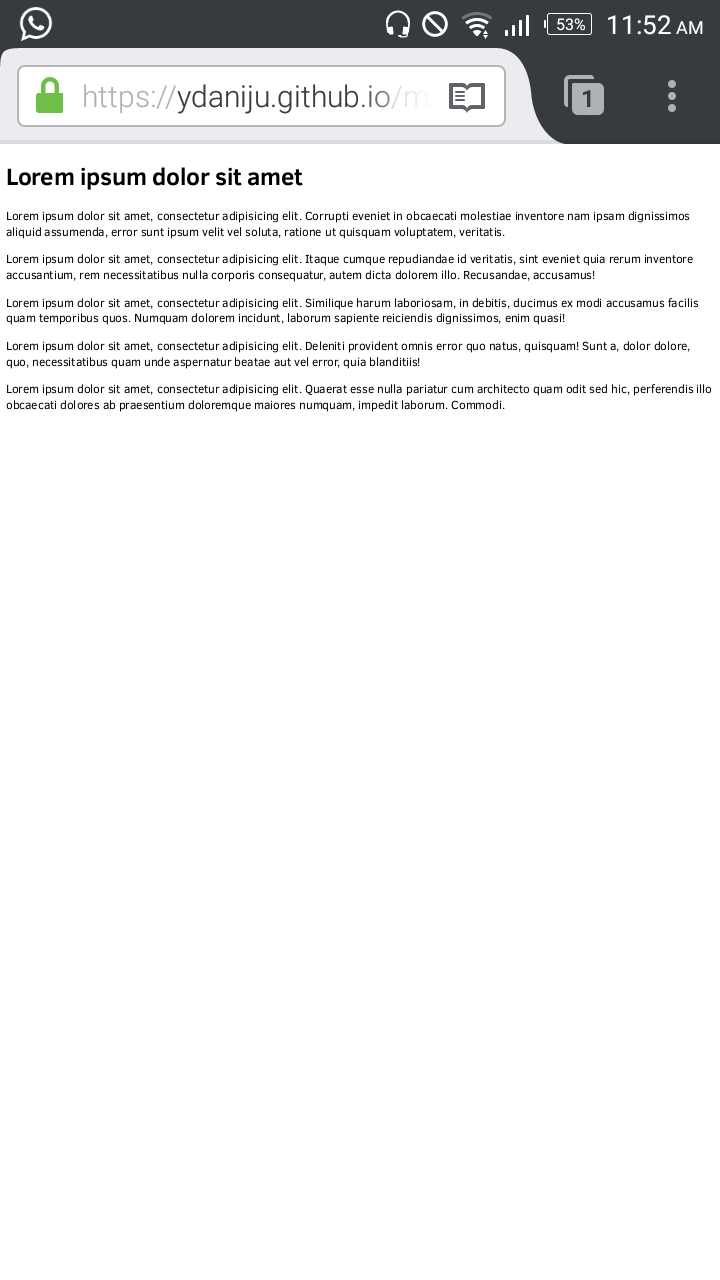 53% 11:52 AM
https://ydaniju.github.io/m 1
Lorem ipsum dolor sit amet
Lorem ipsum dolor sit amet, consectetur adipisicing elit. Corrupti eveniet in obcaecati molestiae inventore nam ipsam dignissimos
aliquid assumenda, error sunt ipsum velit vel soluta, ratione ut quisquam voluptatem, veritatis.
Lorem ipsum dolor sit amet, consectetur adipisicing elit. Itaque cumque repudiandae id veritatis, sint eveniet quia rerum inventore
accusantium, rem necessitatibus nulla corporis consequatur, autem dicta dolorem illo. Recusandae, accusamus!
Lorem ipsum dolor sit amet, consectetur adipisicing elit. Similique harum laboriosam, in debitis, ducimus ex modi accusamus facilis
quam temporibus quos. Numquam dolorem incidunt, laborum sapiente reiciendis dignissimos, enim quasi!
Lorem ipsum dolor sit amet, consectetur adipisicing elit. Deleniti provident omnis error quo natus, quisquam! Sunt a, dolor dolore,
quo, necessitatibus quam unde aspernatur beatae aut vel error, quia blanditiis!
Lorem ipsum dolor sit amet, consectetur adipisicing elit. Quaerat esse nulla pariatur cum architecto quam odit sed hic, perferendis illo
obcaecati dolores ab praesentium doloremque maiores numquam, impedit laborum. Commodi.